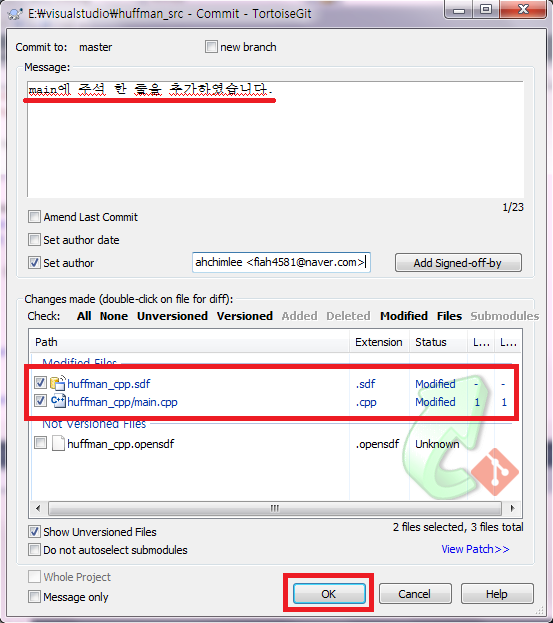 E:\visualstudio\huffman_src - Commit - TortoiseGit
Commit to: master new branch
Message:
main에 주석 한 줄을 추가하였습니다.
1/23
Amend Last Commit
Set author date
Set author ahchimlee <fiah4581@naver.com> Add Signed-off-by
Changes made (double-click on file for diff):
Check: All None Unversioned Versioned Added Deleted Modified Files Submodules
Path Extension Status L... L...
Modified Files
huffman_cpp.sdf .sdf Modified - -
huffman_cpp/main.cpp .cpp Modified 1 1
Not Versioned Files
huffman_cpp.opensdf .opensdf Unknown
Show Unversioned Files 2 files selected, 3 files total
Do not autoselect submodules View Patch>>
Whole Project
Message only OK Cancel Help